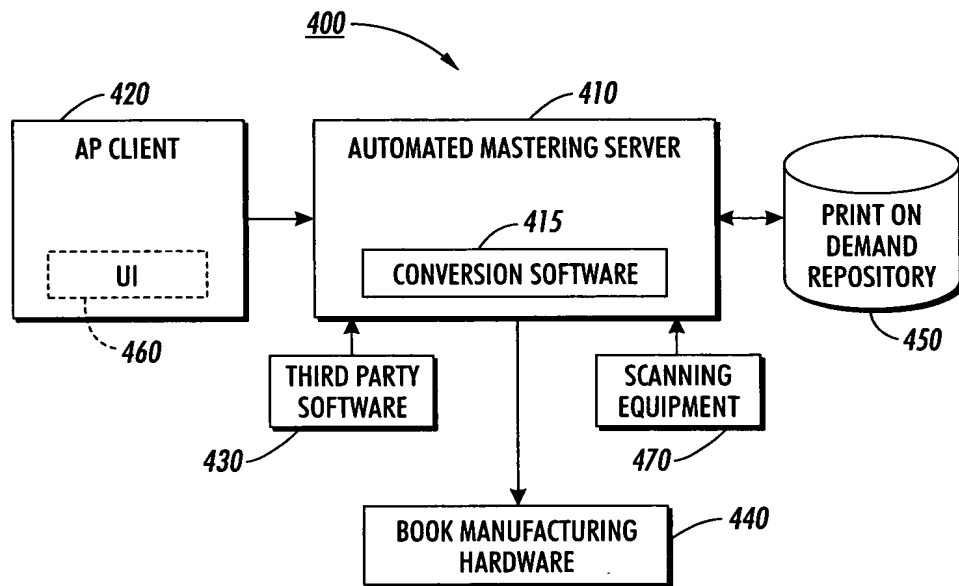 400
420
410
AP CLIENT
AUTOMATED MASTERING SERVER
415
UI
CONVERSION SOFTWARE
PRINT ON
DEMAND
REPOSITORY
450
460
THIRD PARTY
SOFTWARE
430
SCANNING
EQUIPMENT
470
BOOK MANUFACTURING
HARDWARE
440